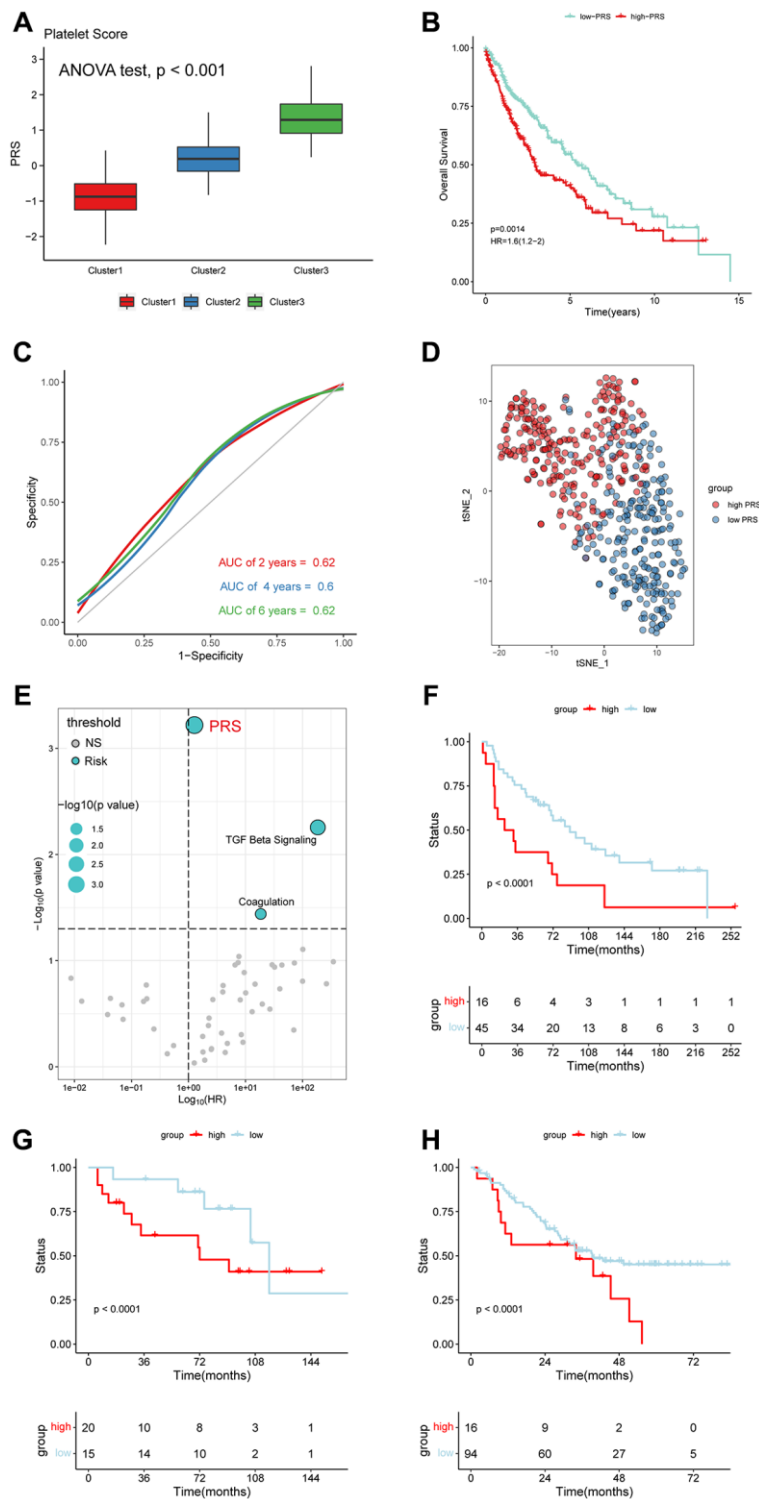 A
Platelet Score
ANOVA test, p < 0.001
PRS
3
2
1
0
−1
−2
Cluster1 Cluster2 Cluster3
Cluster1 Cluster2 Cluster3
B
low−PRS high−PRS
Overall Survival
1.00
0.75
0.50
0.25
0.00
p=0.0014
HR=1.6(1.2−2)
0 5 10 15
Time(years)
C
Specificity
1.00
0.75
0.50
0.25
0.00
AUC of 2 years = 0.62
AUC of 4 years = 0.6
AUC of 6 years = 0.62
0.00 0.25 0.50 0.75 1.00
1−Specificity
D
tSNE_2
10
0
−10
−20 −10 0 10
tSNE_1
group
high PRS
low PRS
E
threshold
NS
Risk
−log10(p value)
1.5
2.0
2.5
3.0
PRS
TGF Beta Signaling
Coagulation
−Log10(p value)
3
2
1
0
1e−02 1e−01 1e+00 1e+01 1e+02
Log10(HR)
F
group high low
Status
1.00
0.75
0.50
0.25
0.00
p < 0.0001
0 36 72 108 144 180 216 252
Time(months)
group
high 16 6 4 3 1 1 1 1
low 45 34 20 13 8 6 3 0
0 36 72 108 144 180 216 252
Time(months)
G
group high low
Status
1.00
0.75
0.50
0.25
0.00
p < 0.0001
0 36 72 108 144
Time(months)
group
high 20 10 8 3 1
low 15 14 10 2 1
0 36 72 108 144
Time(months)
H
group high low
Status
1.00
0.75
0.50
0.25
0.00
p < 0.0001
0 24 48 72
Time(months)
group
high 16 9 2 0
low 94 60 27 5
0 24 48 72
Time(months)